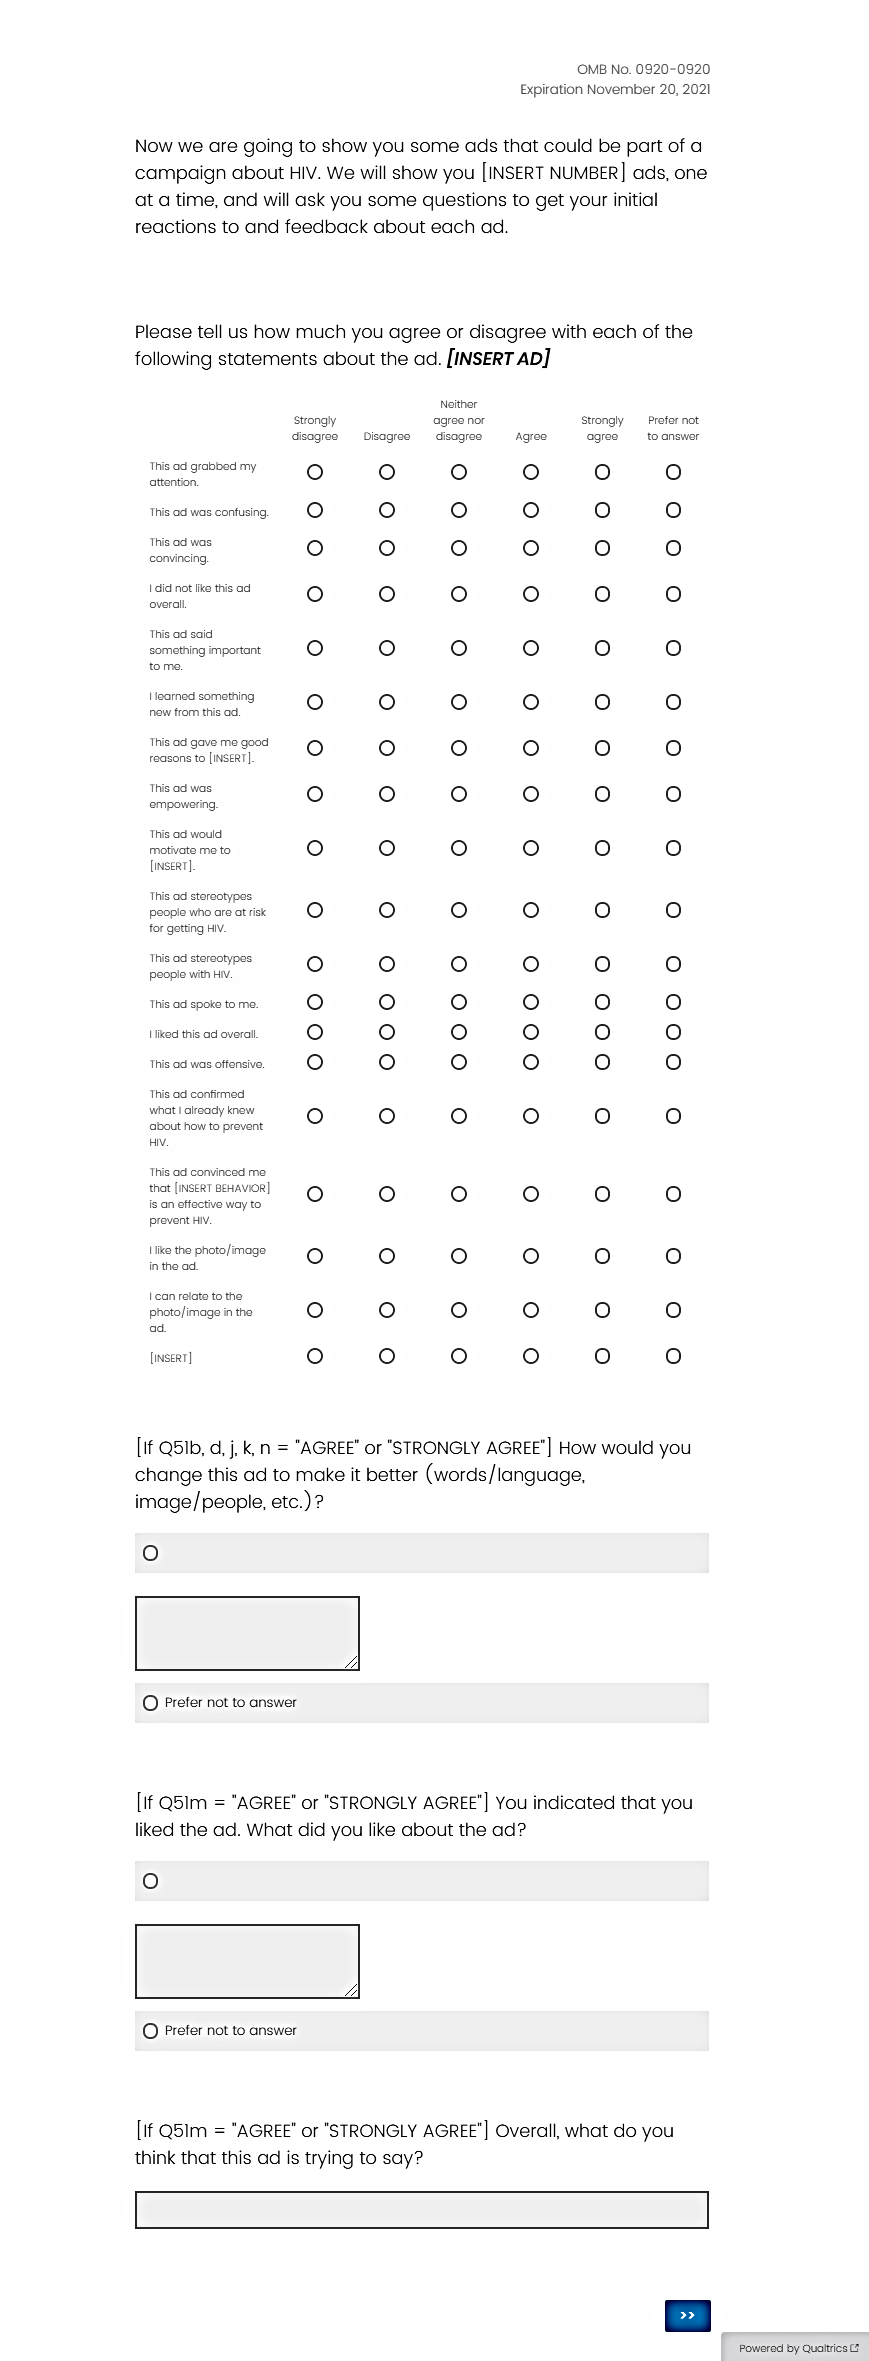 OMB No. 0920-0920
Expiration November 20, 2021
Now we are going to show you some ads that could be part of a
campaign about HIV. We will show you [INSERT NUMBER] ads, one
at a time, and will ask you some questions to get your initial
reactions to and feedback about each ad.
Please tell us how much you agree or disagree with each of the
following statements about the ad. [INSERT AD]
Strongly disagree
Disagree
Neither agree nor disagree
Agree
Strongly agree
Prefer not to answer
This ad grabbed my
attention.
This ad was confusing.
This ad was
convincing.
I did not like this ad
overall.
This ad said
something important
to me.
I learned something
new from this ad.
This ad gave me good
reasons to [INSERT].
This ad was
empowering.
This ad would
motivate me to
[INSERT].
This ad stereotypes
people who are at risk
for getting HIV.
This ad stereotypes
people with HIV.
This ad spoke to me.
I liked this ad overall.
This ad was offensive.
This ad confirmed
what I already knew
about how to prevent
HIV.
This ad convinced me
that [INSERT BEHAVIOR]
is an effective way to
prevent HIV.
I like the photo/image
in the ad.
I can relate to the
photo/image in the
ad.
[INSERT]
[If Q51b, d, j, k, n = "AGREE" or "STRONGLY AGREE"] How would you
change this ad to make it better (words/language,
image/people, etc.)?
Prefer not to answer
[If Q51m = "AGREE" or "STRONGLY AGREE"] You indicated that you
liked the ad. What did you like about the ad?
Prefer not to answer
[If Q51m = "AGREE" or "STRONGLY AGREE"] Overall, what do you
think that this ad is trying to say?
>>
Powered by Qualtrics